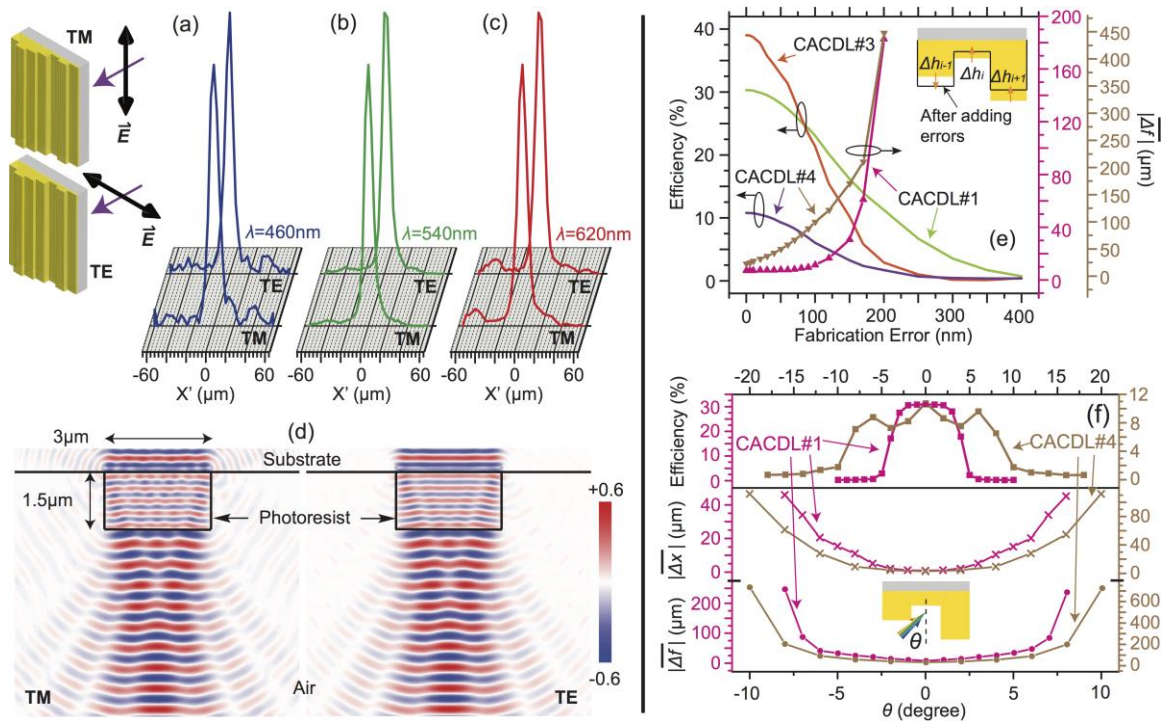 TM
E
TE
E
(a)
(b)
(c)
λ=460nm
λ=540nm
λ=620nm
TE
TE
TE
TM
TM
TM
-60 0 60
-60 0 60
-60 0 60
X' (µm)
X' (µm)
X' (µm)
(d)
3µm
Substrate
1.5µm
Photoresist
+0.6
-0.6
Air
TM
TE
CACDL#3
Δhi-1
Δhi
Δhi+1
After adding
errors
CACDL#4
CACDL#1
(e)
Efficiency (%)
40
30
20
10
0
200
160
120
80
40
0
450
400
350
300
250
200
150
100
50
0
|Δf| (µm)
0 100 200 300 400
Fabrication Error (nm)
-20 -15 -10 -5 0 5 10 15 20
(f)
Efficiency (%)
30
25
20
15
10
5
0
12
8
4
0
CACDL#1
CACDL#4
|Δx| (µm)
40
20
0
80
40
0
|Δf| (µm)
200
100
0
600
400
200
0
θ
-10 -5 0 5 10
θ (degree)